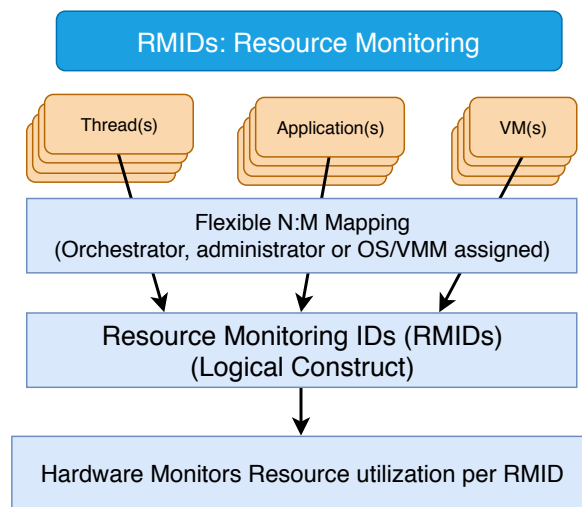 RMIDs: Resource Monitoring
Thread(s)
Application(s)
VM(s)
Flexible N:M Mapping
(Orchestrator, administrator or OS/VMM assigned)
Resource Monitoring IDs (RMIDs)
(Logical Construct)
Hardware Monitors Resource utilization per RMID